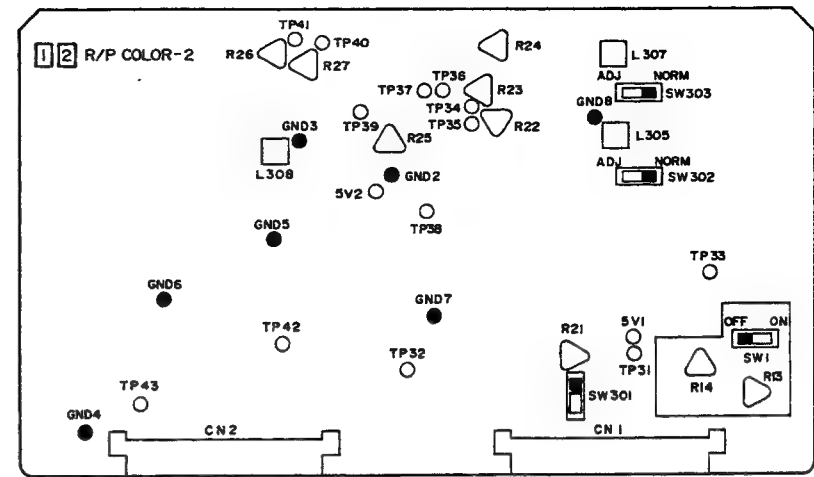 TP41
1 2 R/P COLOR-2
R26
TP40
R27
R24
L307
TP37
TP36
R23
ADJ NORM
SW303
TP39
TP34
TP35
R22
GND8
GND3
R25
L305
L308
GND2
ADJ NORM
SW302
5V2
TP38
GND5
TP33
GND6
GND7
TP42
R21
5V1
OFF ON
TP32
TP31
SW1
R14
R13
TP43
SW301
GND4
CN2
CN1